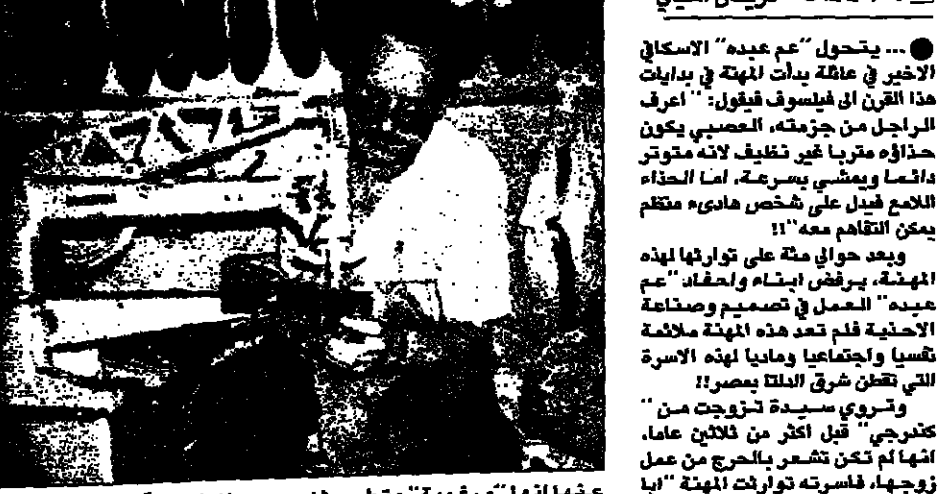 ● ... يتحول "عم عبده" الاسكافي
الاخير في عائلة بدأت المهنة في بدايات
هذا القرن الى فيلسوف فيقول: "اعرف
الراجل من جزمته، العصبي يكون
حذاؤه متربا غير نظيف لانه متوتر
دائما ويمشي بسرعة، اما الحذاء
اللامع فيدل على شخص هادىء منظم
يمكن التفاهم معه"!!
وبعد حوالي مئة على توارثها لهذه
المهنة، يرفض ابناء واحفاد "عم
عبده" العمل في تصميم وصناعة
الاحذية فلم تعد هذه المهنة ملائمة
نفسيا واجتماعيا وماديا لهذه الاسرة
التي تقطن شرق الدلتا بمصر!!
وتروي سيدة تزوجت من "
كندرجي" قبل اكثر من ثلاثين عاما،
انها لم تكن تشعر بالحرج من عمل
زوجها، فاسرته توارثت المهنة "ابا